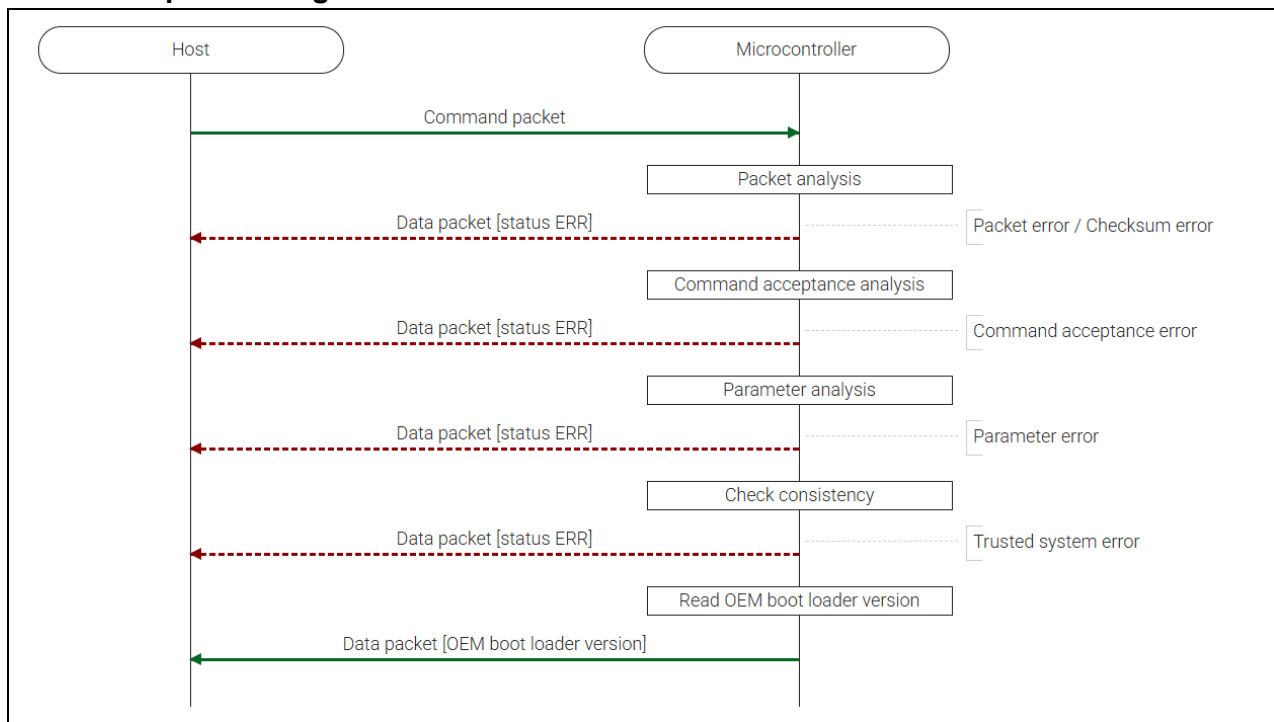 Host
Microcontroller
Command packet
Packet analysis
Data packet [status ERR]
Packet error / Checksum error
Command acceptance analysis
Data packet [status ERR]
Command acceptance error
Parameter analysis
Data packet [status ERR]
Parameter error
Check consistency
Data packet [status ERR]
Trusted system error
Read OEM boot loader version
Data packet [OEM boot loader version]